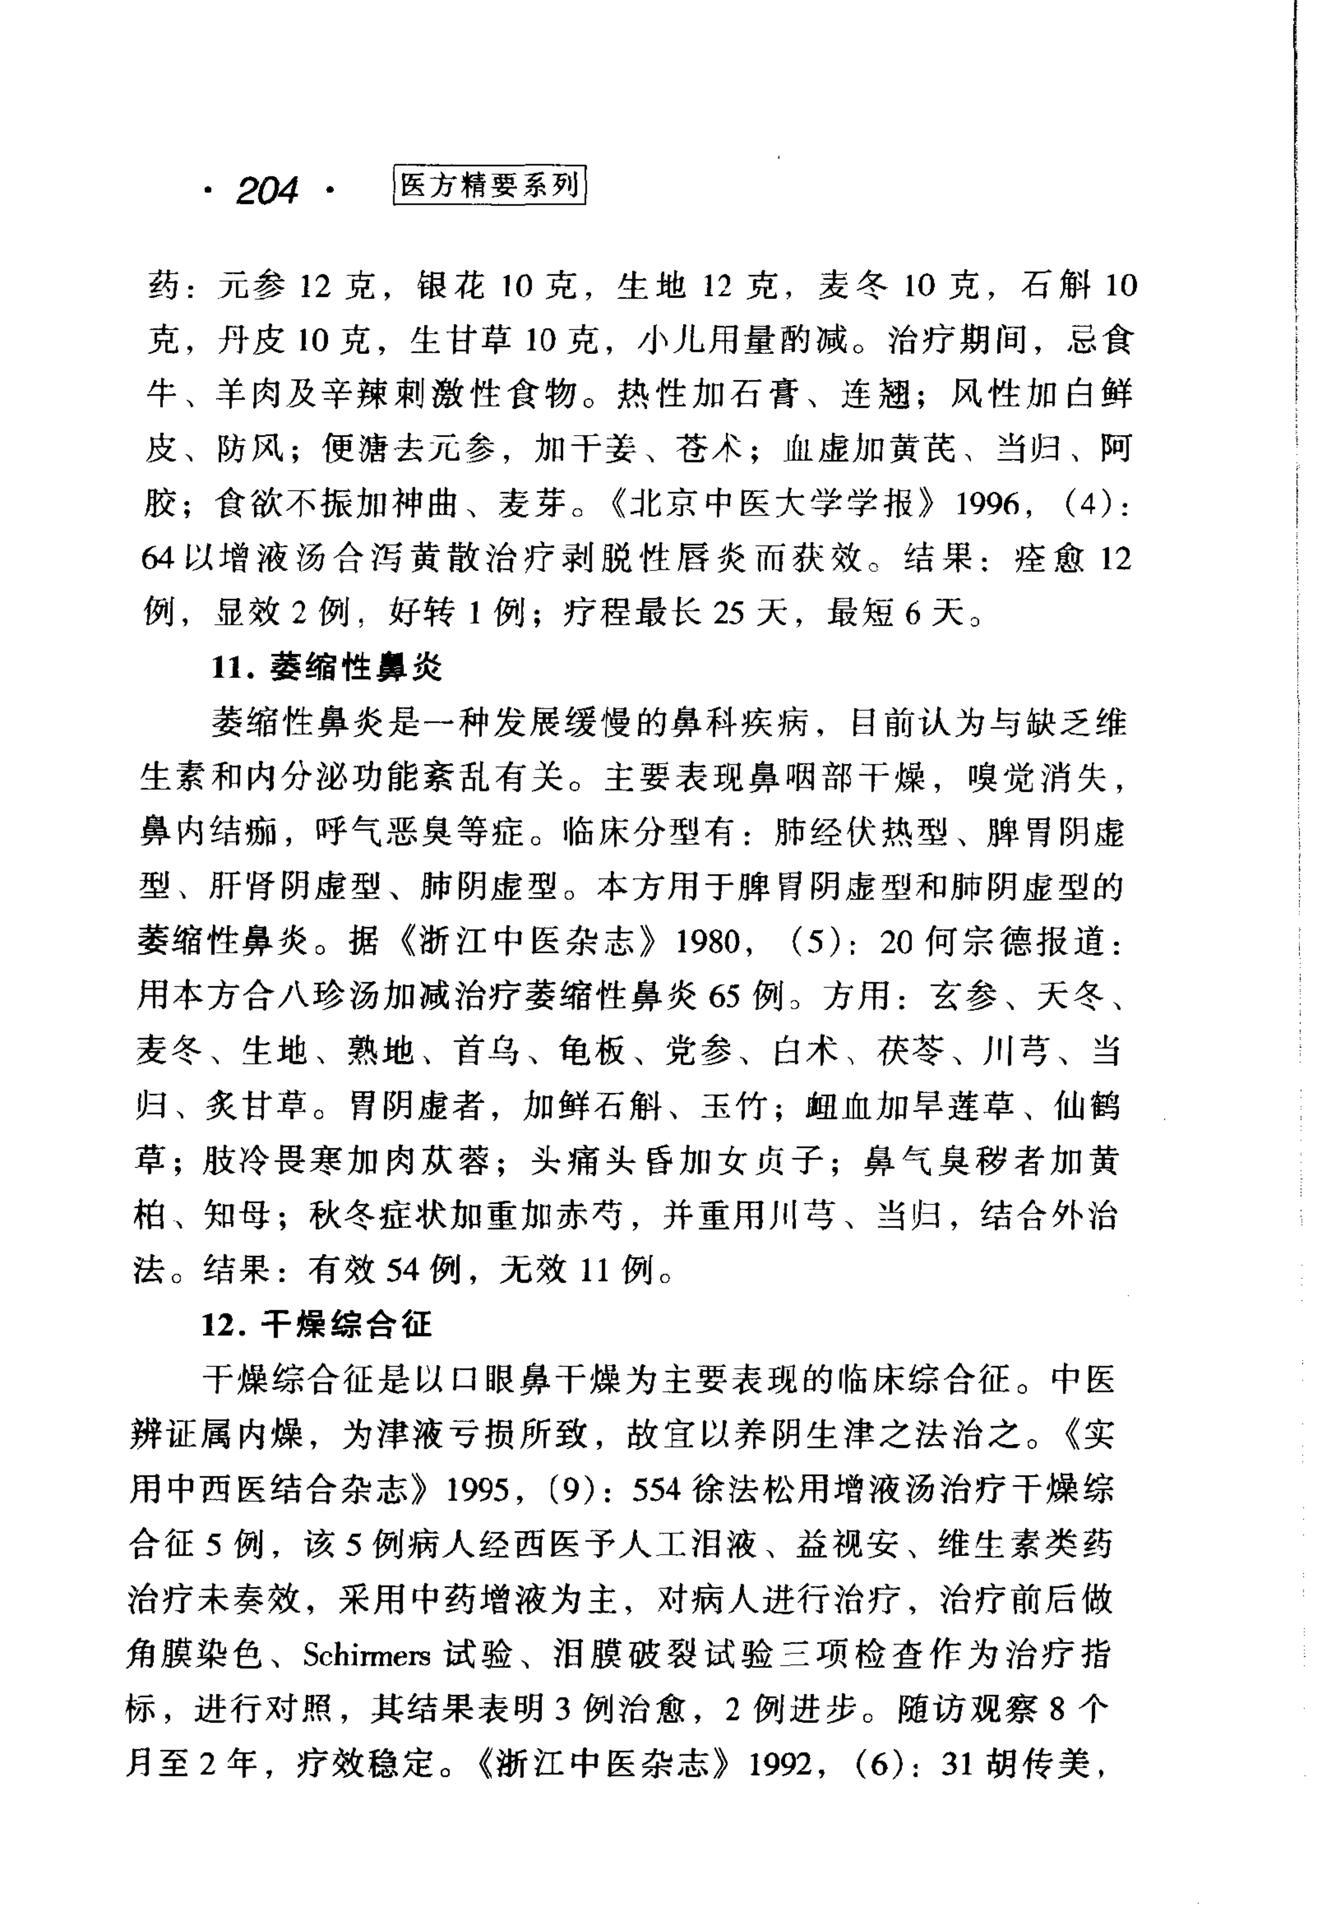 · 204 · 医方精要系列
药：元参 12 克，银花 10 克，生地 12 克，麦冬 10 克，石斛 10
克，丹皮 10 克，生甘草 10 克，小儿用量酌减。治疗期间，忌食
牛、羊肉及辛辣刺激性食物。热性加石膏、连翘；风性加白鲜
皮、防风；便溏去元参，加干姜、苍术；血虚加黄芪、当归、阿
胶；食欲不振加神曲、麦芽。《北京中医大学学报》1996，（4）：
64 以增液汤合泻黄散治疗剥脱性唇炎而获效。结果：痊愈 12
例，显效 2 例，好转 1 例；疗程最长 25 天，最短 6 天。
11. 萎缩性鼻炎
萎缩性鼻炎是一种发展缓慢的鼻科疾病，目前认为与缺乏维
生素和内分泌功能紊乱有关。主要表现鼻咽部干燥，嗅觉消失，
鼻内结痂，呼气恶臭等症。临床分型有：肺经伏热型、脾胃阴虚
型、肝肾阴虚型、肺阴虚型。本方用于脾胃阴虚型和肺阴虚型的
萎缩性鼻炎。据《浙江中医杂志》1980，（5）：20 何宗德报道：
用本方合八珍汤加减治疗萎缩性鼻炎 65 例。方用：玄参、天冬、
麦冬、生地、熟地、首乌、龟板、党参、白术、茯苓、川芎、当
归、炙甘草。胃阴虚者，加鲜石斛、玉竹；衄血加旱莲草、仙鹤
草；肢冷畏寒加肉苁蓉；头痛头昏加女贞子；鼻气臭秽者加黄
柏、知母；秋冬症状加重加赤芍，并重用川芎、当归，结合外治
法。结果：有效 54 例，无效 11 例。
12. 干燥综合征
干燥综合征是以口眼鼻干燥为主要表现的临床综合征。中医
辨证属内燥，为津液亏损所致，故宜以养阴生津之法治之。《实
用中西医结合杂志》1995，（9）：554 徐法松用增液汤治疗干燥综
合征 5 例，该 5 例病人经西医予人工泪液、益视安、维生素类药
治疗未奏效，采用中药增液为主，对病人进行治疗，治疗前后做
角膜染色、Schirmers 试验、泪膜破裂试验三项检查作为治疗指
标，进行对照，其结果表明 3 例治愈，2 例进步。随访观察 8 个
月至 2 年，疗效稳定。《浙江中医杂志》1992，（6）：31 胡传美，